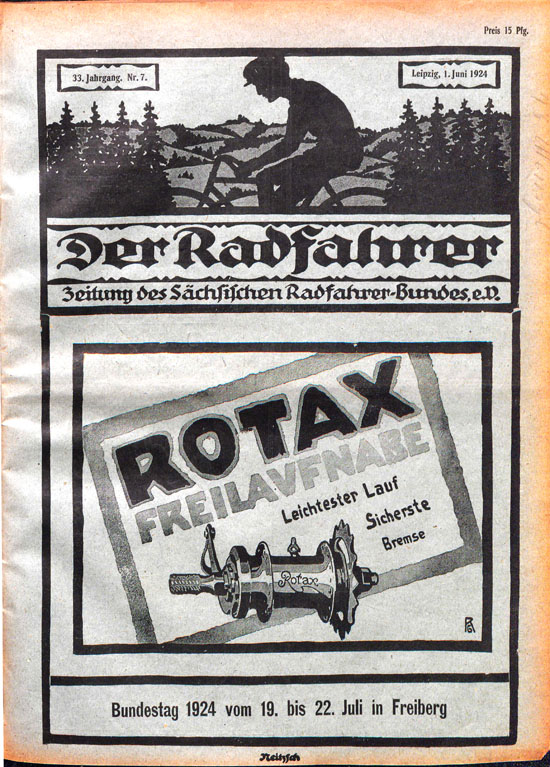 Preis 15 Pfg.
33. Jahrgang. Nr. 7.
Leipzig, 1. Juni 1924
Der Radfahrer
Zeitung des Sächsischen Radfahrer-Bundes, e.V.
ROTAX
FREILAUFNABE
Leichtester Lauf
Sicherste
Bremse
Rotax
Bundestag 1924 vom 19. bis 22. Juli in Freiberg